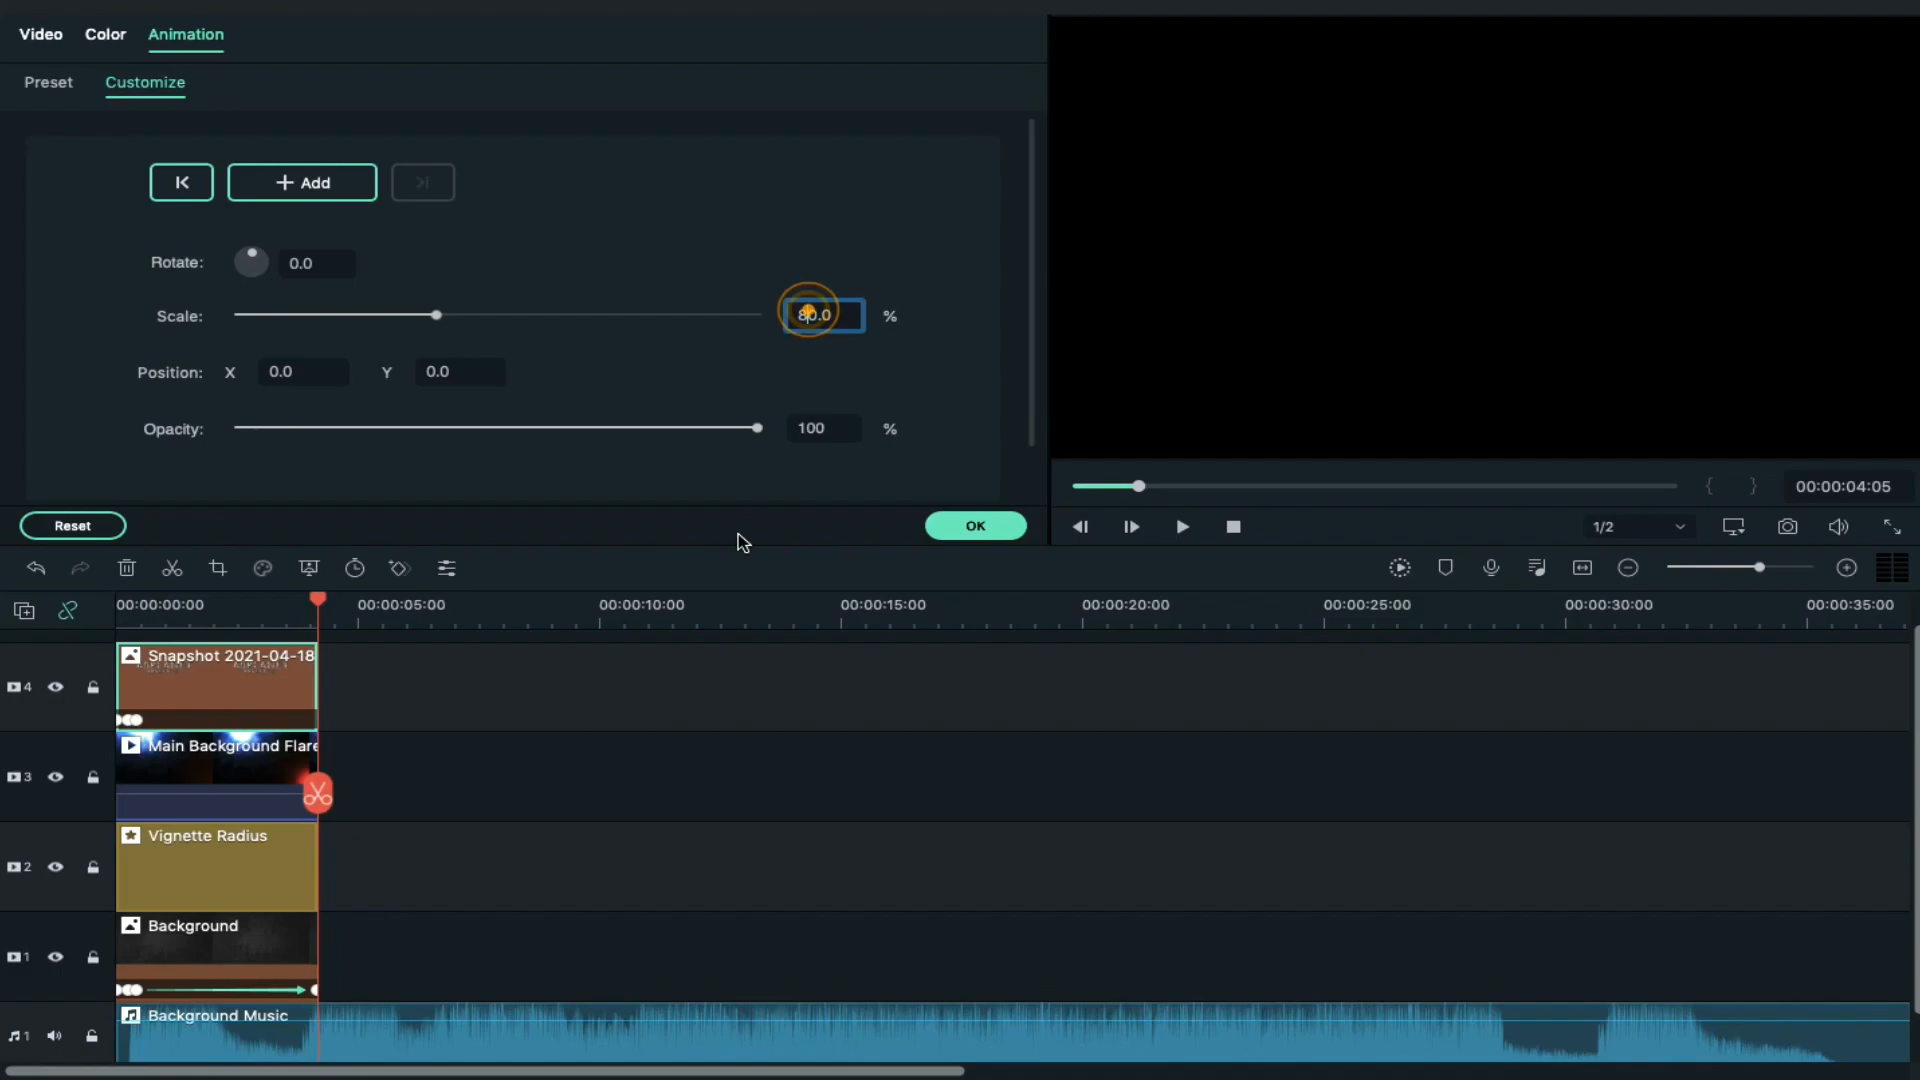 Video Color Animation
Preset Customize
+ Add
Rotate: 0.0
Scale: 80.0 %
Position: X 0.0 Y 0.0
Opacity: 100 %
Reset OK
{ } 00:00:04:05
1/2
00:00:00:00 00:00:05:00 00:00:10:00 00:00:15:00 00:00:20:00 00:00:25:00 00:00:30:00 00:00:35:00
4 Snapshot 2021-04-18
3 Main Background Flare
2 Vignette Radius
1 Background
1 Background Music